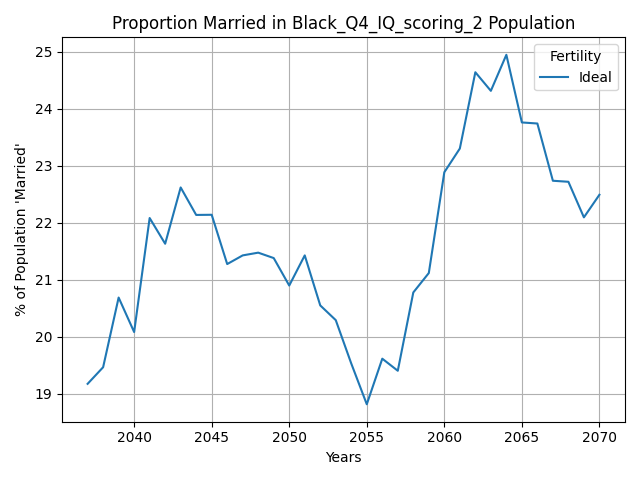 Proportion Married in Black_Q4_IQ_scoring_2 Population
% of Population 'Married'
25
24
23
22
21
20
19
Fertility
Ideal
2040 2045 2050 2055 2060 2065 2070
Years